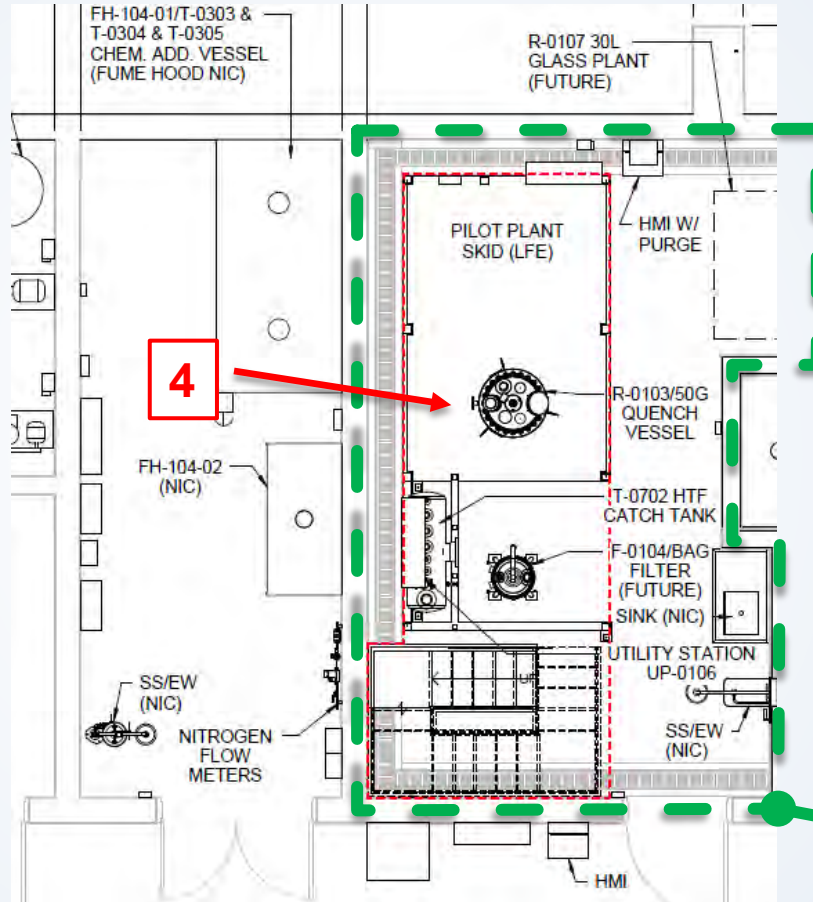 FH-104-01/T-0303 &
T-0304 & T-0305
CHEM. ADD. VESSEL
(FUME HOOD NIC)
R-0107 30L
GLASS PLANT
(FUTURE)
PILOT PLANT
SKID (LFE)
HMI W/
PURGE
4
R-0103/50G
QUENCH
VESSEL
FH-104-02
(NIC)
T-0702 HTF
CATCH TANK
F-0104/BAG
FILTER
(FUTURE)
SINK (NIC)
UTILITY STATION
UP-0106
UP
SS/EW
(NIC)
NITROGEN
FLOW
METERS
SS/EW
(NIC)
HMI